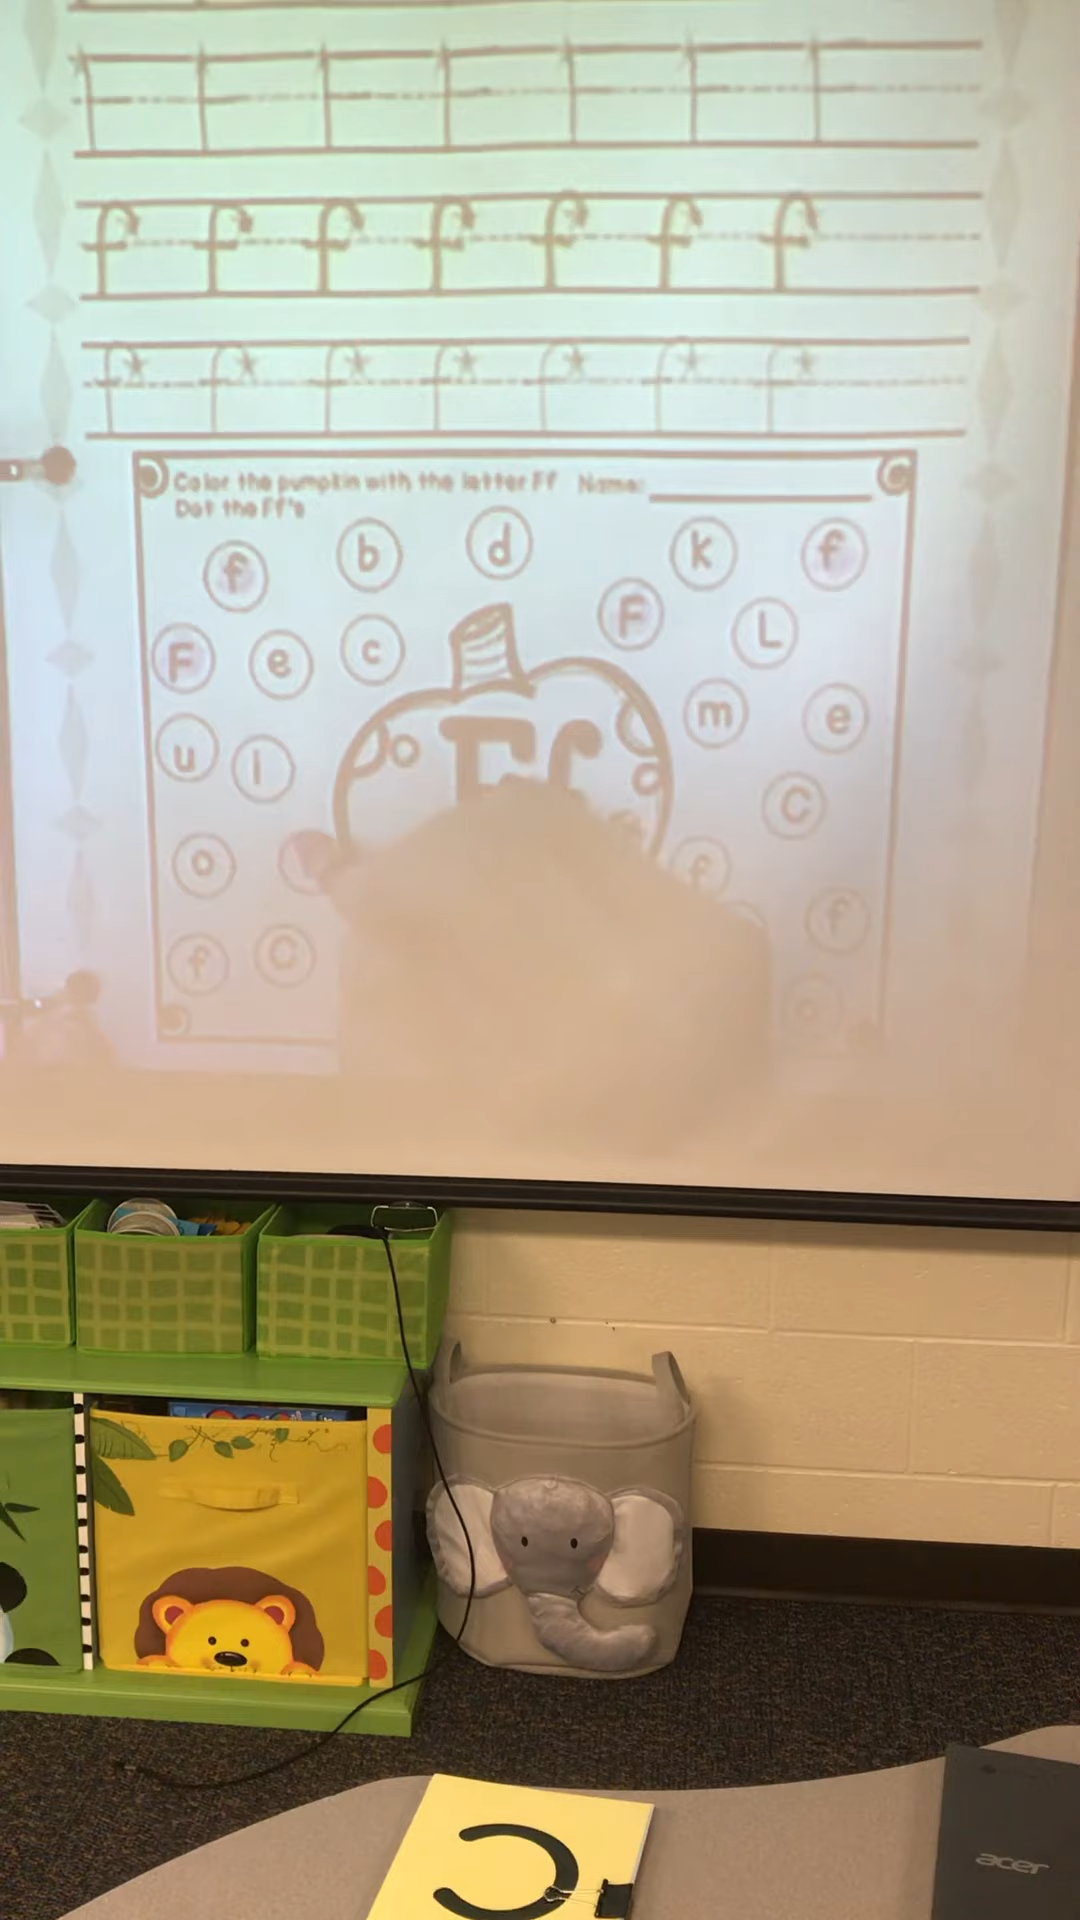 f f f f f f f
f f f f f f f
Color the pumpkin with the letter Ff Name:
Dot the Ff's
f b d k f
F e c F L
m e
u l
Ff
C
o f
f
f C
C
acer